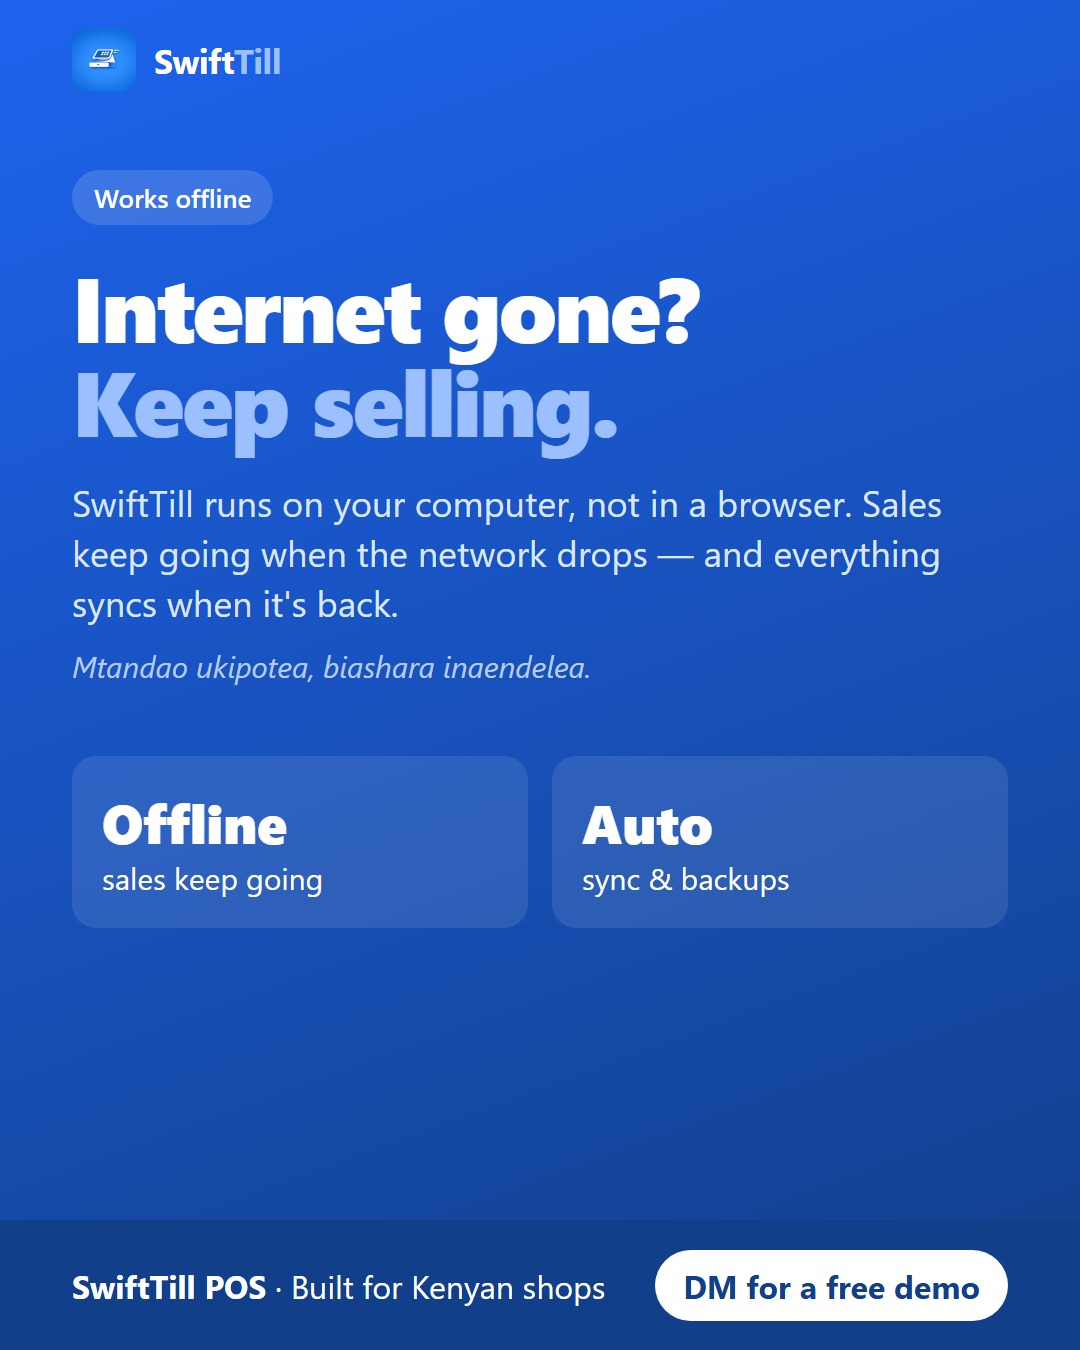 SwiftTill
Works offline
Internet gone?
Keep selling.
SwiftTill runs on your computer, not in a browser. Sales
keep going when the network drops — and everything
syncs when it's back.
Mtandao ukipotea, biashara inaendelea.
Offline
sales keep going
Auto
sync & backups
SwiftTill POS · Built for Kenyan shops
DM for a free demo